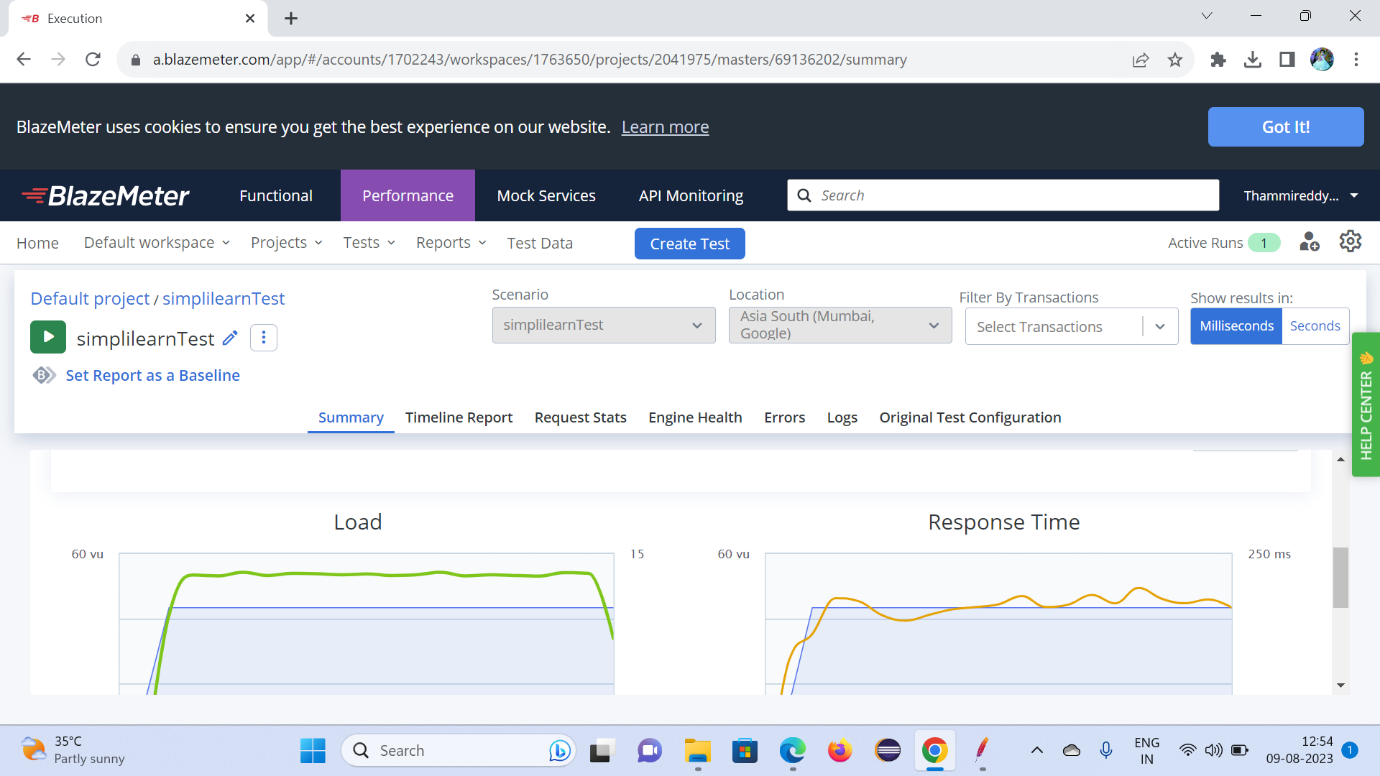 Execution
a.blazemeter.com/app/#/accounts/1702243/workspaces/1763650/projects/2041975/masters/69136202/summary
BlazeMeter uses cookies to ensure you get the best experience on our website. Learn more
Got It!
BlazeMeter
Functional
Performance
Mock Services
API Monitoring
Search
Thammireddy...
Home
Default workspace
Projects
Tests
Reports
Test Data
Create Test
Active Runs 1
Default project / simplilearnTest
simplilearnTest
Set Report as a Baseline
Scenario
simplilearnTest
Location
Asia South (Mumbai,
Google)
Filter By Transactions
Select Transactions
Show results in:
Milliseconds
Seconds
HELP CENTER
Summary
Timeline Report
Request Stats
Engine Health
Errors
Logs
Original Test Configuration
Load
60 vu
15
Response Time
60 vu
250 ms
35°C
Partly sunny
Search
ENG
IN
12:54
09-08-2023
1